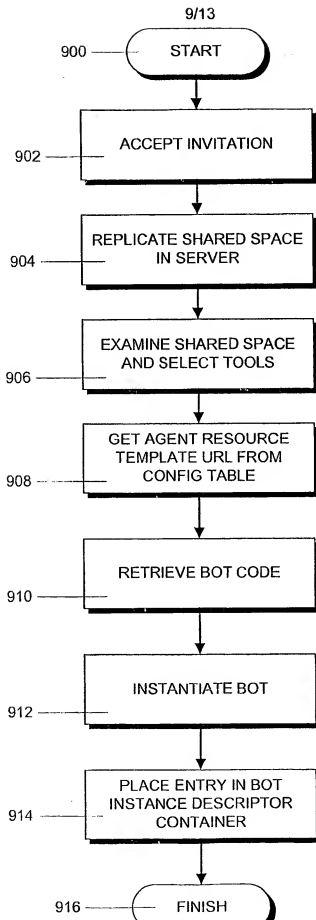 9/13
900
START
902
ACCEPT INVITATION
904
REPLICATE SHARED SPACE
IN SERVER
906
EXAMINE SHARED SPACE
AND SELECT TOOLS
908
GET AGENT RESOURCE
TEMPLATE URL FROM
CONFIG TABLE
910
RETRIEVE BOT CODE
912
INSTANTIATE BOT
914
PLACE ENTRY IN BOT
INSTANCE DESCRIPTOR
CONTAINER
916
FINISH